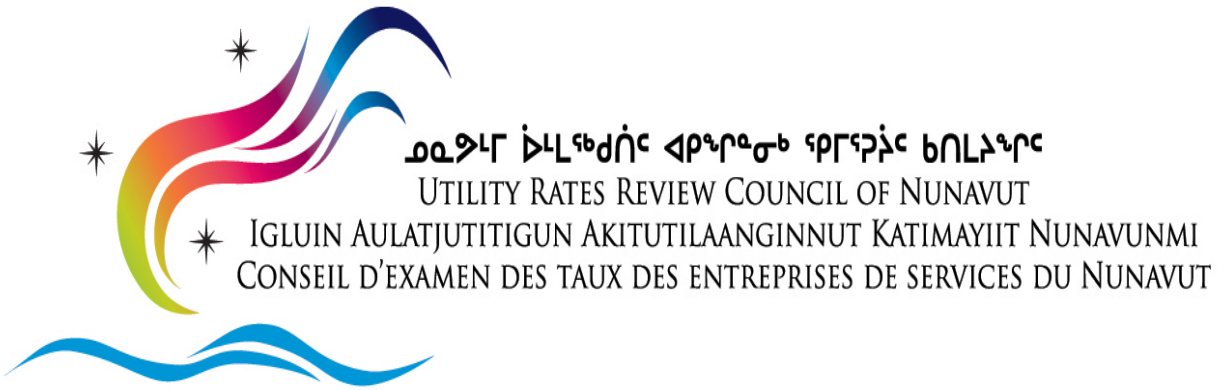 ᓄᓇᕗᒻᒥ ᐆᒻᒪᖅᑯᑏᑦ ᐊᑭᖏᓐᓂᒃ ᕿᒥᕐᕈᔩᑦ ᑲᑎᒪᔨᖏᑦ
UTILITY RATES REVIEW COUNCIL OF NUNAVUT
IGLUIN AULATJUTITIGUN AKITUTILAANGINNUT KATIMAYIIT NUNAVUNMI
CONSEIL D'EXAMEN DES TAUX DES ENTREPRISES DE SERVICES DU NUNAVUT